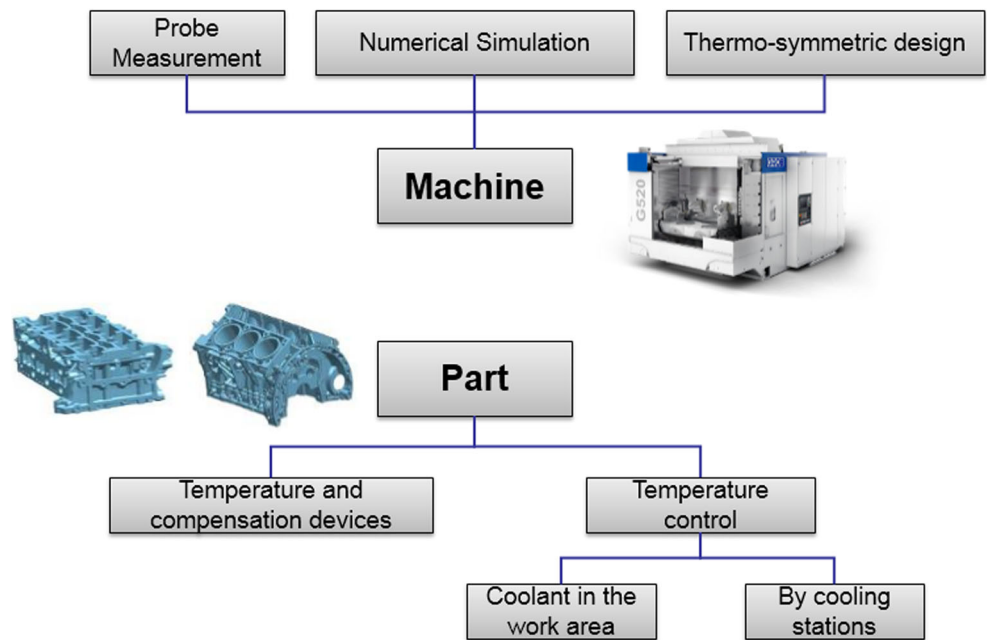 Probe
Measurement
Numerical Simulation
Thermo-symmetric design
Machine
G520
Part
Temperature and
compensation devices
Temperature
control
Coolant in the
work area
By cooling
stations